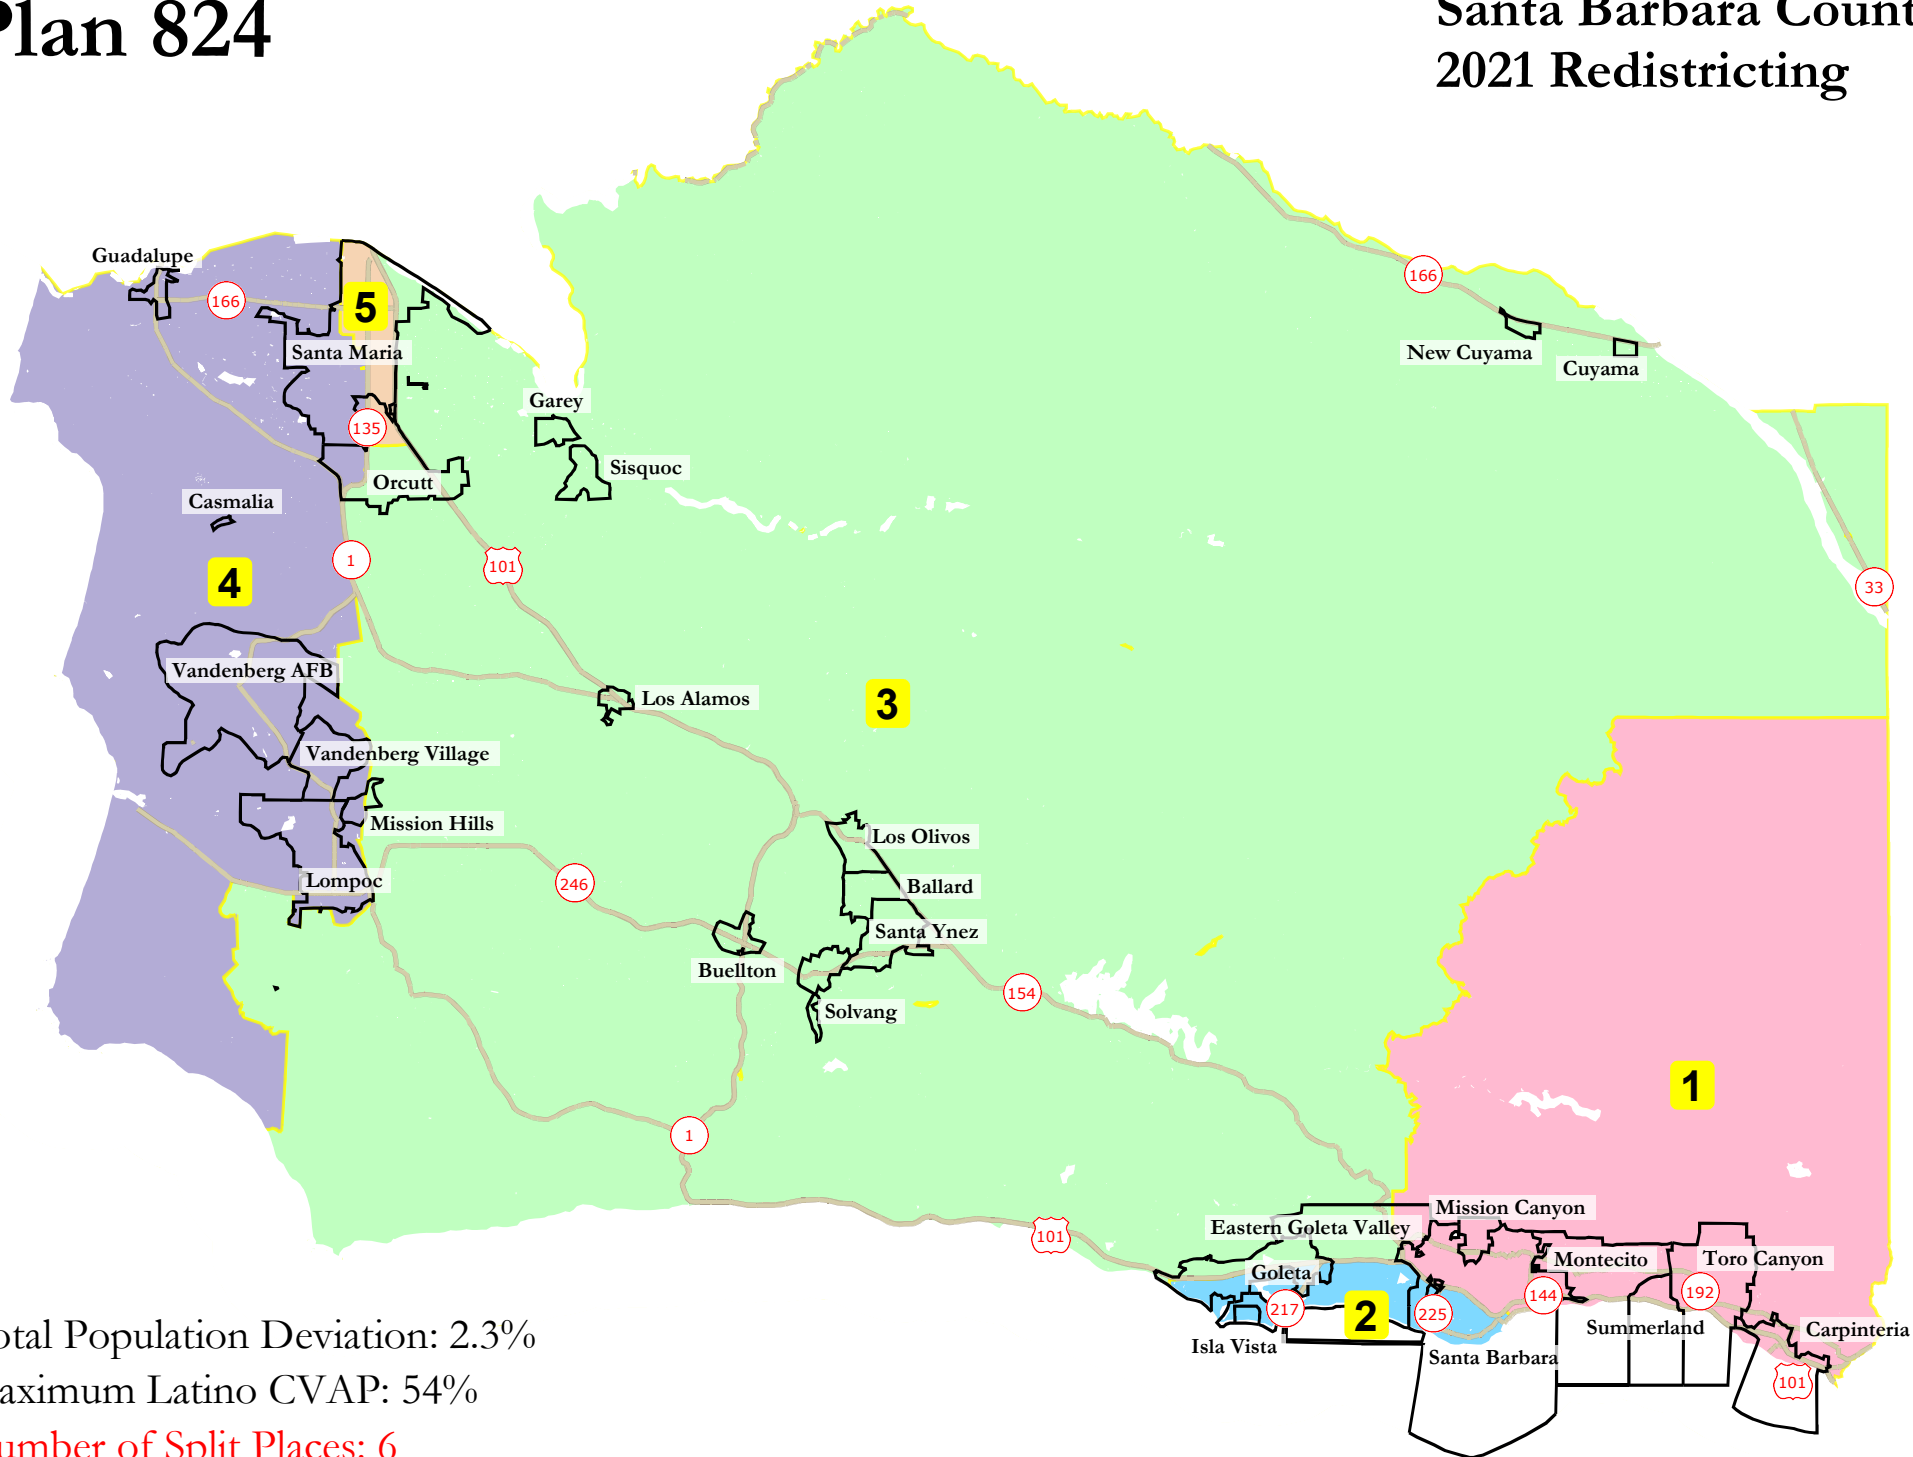 Plan 824
Santa Barbara Count
2021 Redistricting
Guadalupe
166
5
166
Santa Maria
New Cuyama
Cuyama
Garey
135
Sisquoc
Orcutt
Casmalia
1
101
4
33
Vandenberg AFB
Los Alamos
3
Vandenberg Village
Mission Hills
Los Olivos
Lompoc
246
Ballard
Santa Ynez
Buellton
154
Solvang
1
1
Mission Canyon
Eastern Goleta Valley
101
Goleta
Montecito
Toro Canyon
217
2
225
144
192
Isla Vista
Summerland
Carpinteria
Santa Barbara
101
otal Population Deviation: 2.3%
aximum Latino CVAP: 54%
umber of Split Places: 6